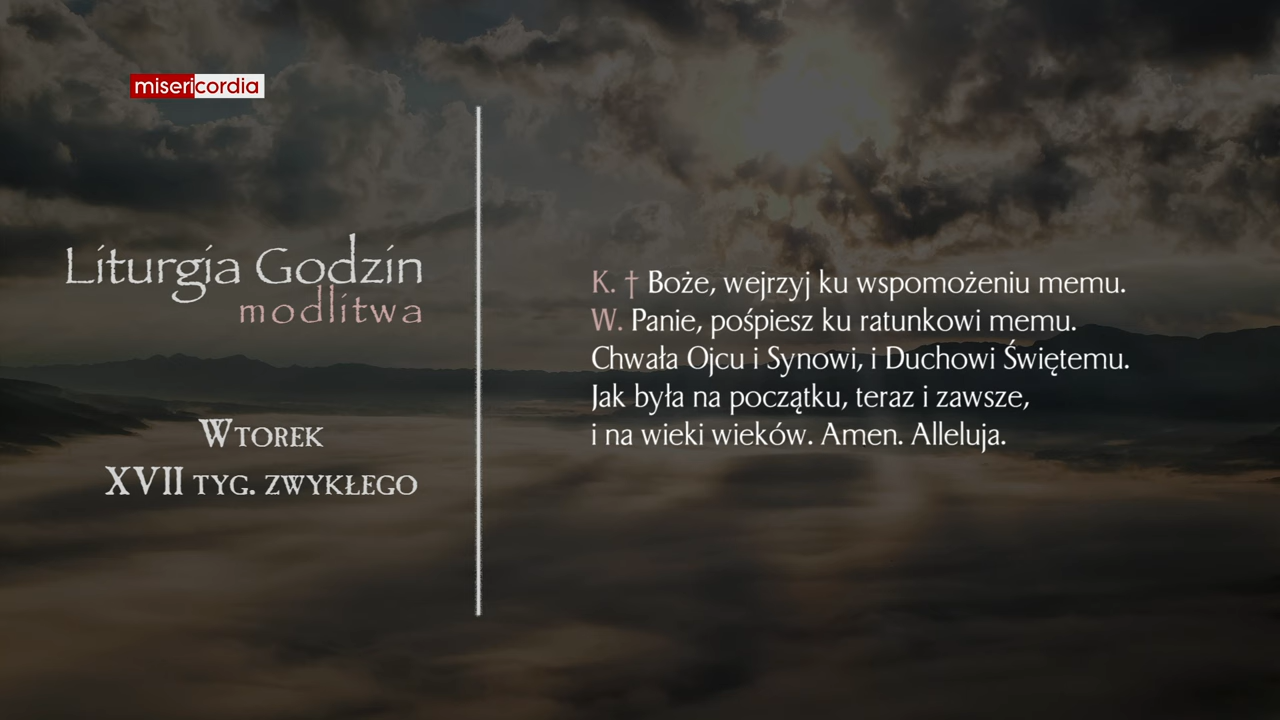 misericordia
Liturgia Godzin
modlitwa
Wtorek
XVII tyg. zwykłego
K. † Boże, wejrzyj ku wspomożeniu memu.
W. Panie, pośpiesz ku ratunkowi memu.
Chwała Ojcu i Synowi, i Duchowi Świętemu.
Jak była na początku, teraz i zawsze,
i na wieki wieków. Amen. Alleluja.